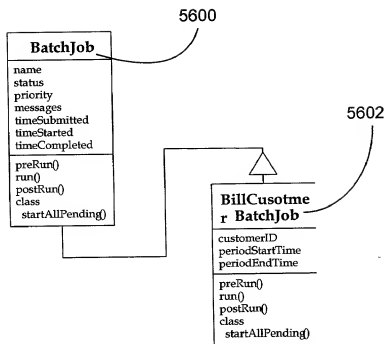 5600
BatchJob
name
status
priority
messages
timeSubmitted
timeStarted
timeCompleted
preRun()
run()
postRun()
class
startAllPending()
5602
BillCusotme
r BatchJob
customerID
periodStartTime
periodEndTime
preRun()
run()
postRun()
class
startAllPending()